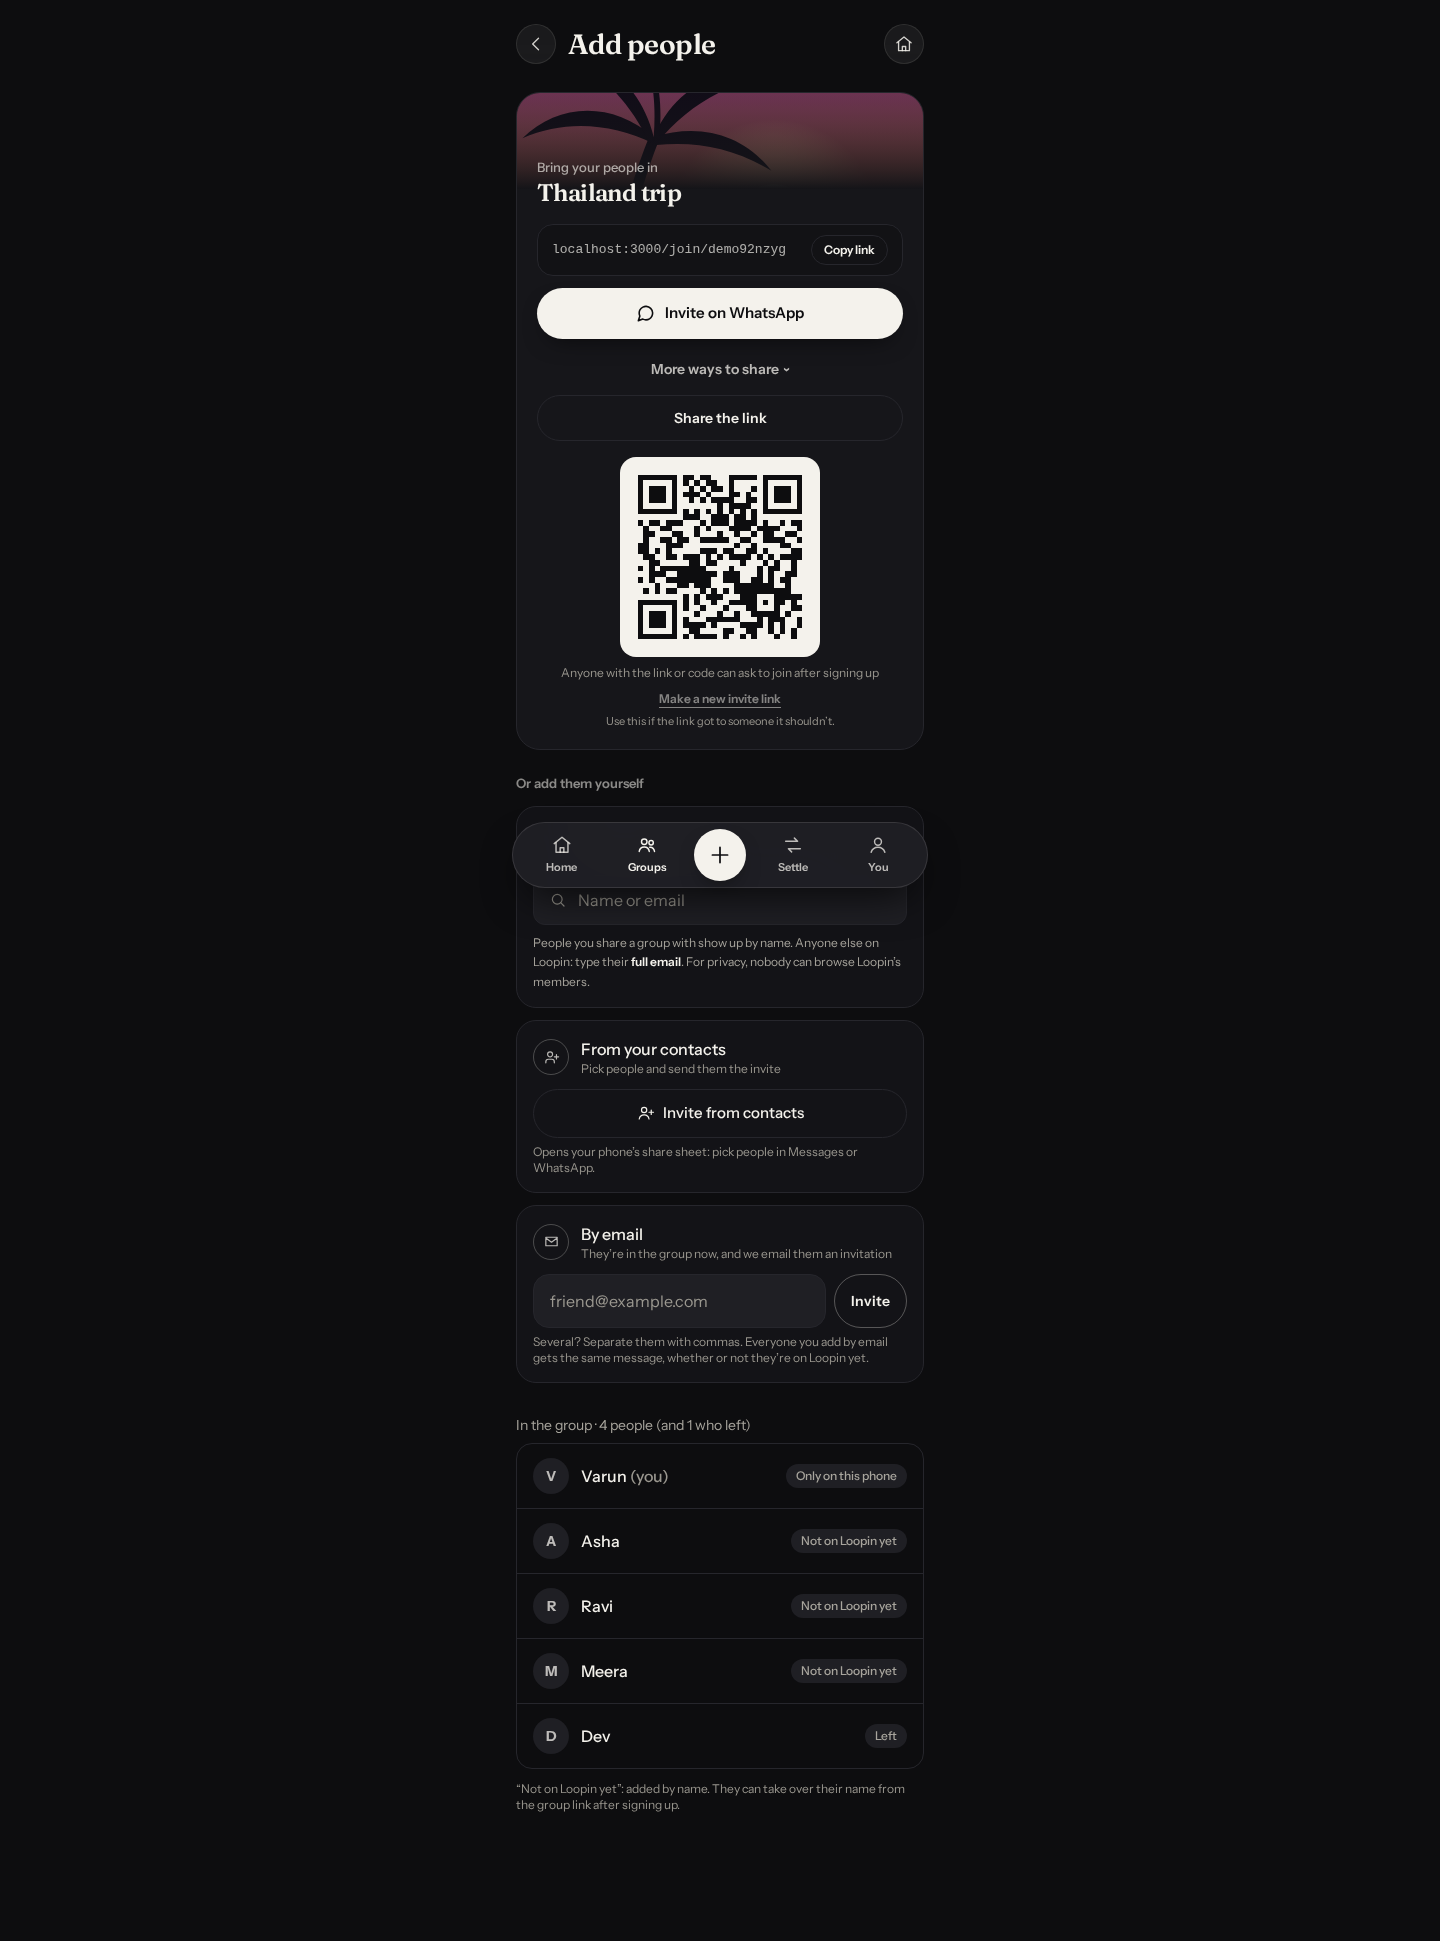 Add people
Bring your people in
Thailand trip
localhost:3000/join/demo92nzyg
Copy link
Invite on WhatsApp
More ways to share
Share the link
Anyone with the link or code can ask to join after signing up
Make a new invite link
Use this if the link got to someone it shouldn't.
Or add them yourself
Home
Groups
Settle
You
Name or email
People you share a group with show up by name. Anyone else on
Loopin: type their full email. For privacy, nobody can browse Loopin's
members.
From your contacts
Pick people and send them the invite
Invite from contacts
Opens your phone's share sheet: pick people in Messages or
WhatsApp.
By email
They're in the group now, and we email them an invitation
friend@example.com
Invite
Several? Separate them with commas. Everyone you add by email
gets the same message, whether or not they're on Loopin yet.
In the group · 4 people (and 1 who left)
V
Varun (you)
Only on this phone
A
Asha
Not on Loopin yet
R
Ravi
Not on Loopin yet
M
Meera
Not on Loopin yet
D
Dev
Left
“Not on Loopin yet”: added by name. They can take over their name from
the group link after signing up.